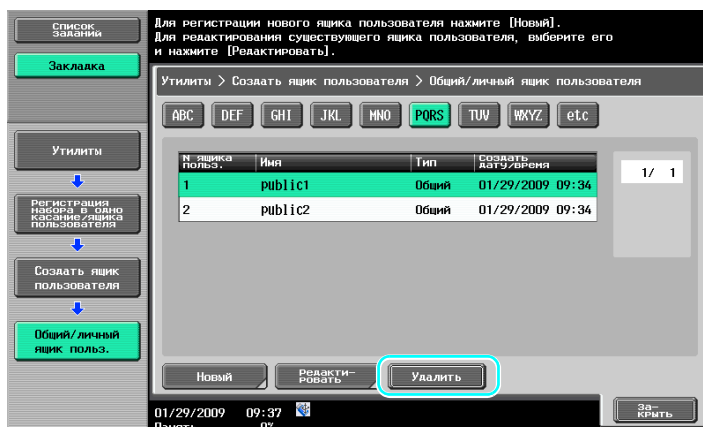 Список
заданий
Закладка
Для регистрации нового ящика пользователя нажмите [Новый].
Для редактирования существующего ящика пользователя, выберите его
и нажмите [Редактировать].
Утилиты > Создать ящик пользователя > Общий/личный ящик пользователя
ABC DEF GHI JKL MNO PQRS TUV WXYZ etc
Утилиты
Регистрация
набора в одно
касание/ящика
пользователя
Создать ящик
пользователя
Общий/личный
ящик польз.
N ящика
польз.
Имя
Тип
Создать
дату/время
1 public1 Общий 01/29/2009 09:34
2 public2 Общий 01/29/2009 09:34
1/ 1
Новый
Редакти-
ровать
Удалить
01/29/2009 09:37
Память 0%
За-
крыть